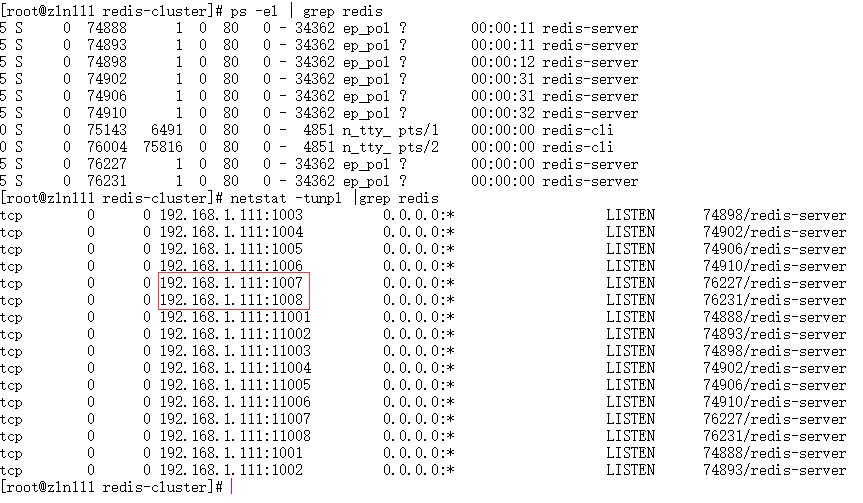 [root@zln111 redis-cluster]# ps -el | grep redis
5 S     0  74888      1  0  80   0 - 34362 ep_pol ?        00:00:11 redis-server
5 S     0  74893      1  0  80   0 - 34362 ep_pol ?        00:00:11 redis-server
5 S     0  74898      1  0  80   0 - 34362 ep_pol ?        00:00:12 redis-server
5 S     0  74902      1  0  80   0 - 34362 ep_pol ?        00:00:31 redis-server
5 S     0  74906      1  0  80   0 - 34362 ep_pol ?        00:00:31 redis-server
5 S     0  74910      1  0  80   0 - 34362 ep_pol ?        00:00:32 redis-server
0 S     0  75143   6491  0  80   0 -  4851 n_tty_ pts/1    00:00:00 redis-cli
0 S     0  76004  75816  0  80   0 -  4851 n_tty_ pts/2    00:00:00 redis-cli
5 S     0  76227      1  0  80   0 - 34362 ep_pol ?        00:00:00 redis-server
5 S     0  76231      1  0  80   0 - 34362 ep_pol ?        00:00:00 redis-server
[root@zln111 redis-cluster]# netstat -tunpl |grep redis
tcp        0      0 192.168.1.111:1003          0.0.0.0:*                   LISTEN      74898/redis-server
tcp        0      0 192.168.1.111:1004          0.0.0.0:*                   LISTEN      74902/redis-server
tcp        0      0 192.168.1.111:1005          0.0.0.0:*                   LISTEN      74906/redis-server
tcp        0      0 192.168.1.111:1006          0.0.0.0:*                   LISTEN      74910/redis-server
tcp        0      0 192.168.1.111:1007          0.0.0.0:*                   LISTEN      76227/redis-server
tcp        0      0 192.168.1.111:1008          0.0.0.0:*                   LISTEN      76231/redis-server
tcp        0      0 192.168.1.111:11001         0.0.0.0:*                   LISTEN      74888/redis-server
tcp        0      0 192.168.1.111:11002         0.0.0.0:*                   LISTEN      74893/redis-server
tcp        0      0 192.168.1.111:11003         0.0.0.0:*                   LISTEN      74898/redis-server
tcp        0      0 192.168.1.111:11004         0.0.0.0:*                   LISTEN      74902/redis-server
tcp        0      0 192.168.1.111:11005         0.0.0.0:*                   LISTEN      74906/redis-server
tcp        0      0 192.168.1.111:11006         0.0.0.0:*                   LISTEN      74910/redis-server
tcp        0      0 192.168.1.111:11007         0.0.0.0:*                   LISTEN      76227/redis-server
tcp        0      0 192.168.1.111:11008         0.0.0.0:*                   LISTEN      76231/redis-server
tcp        0      0 192.168.1.111:1001          0.0.0.0:*                   LISTEN      74888/redis-server
tcp        0      0 192.168.1.111:1002          0.0.0.0:*                   LISTEN      74893/redis-server
[root@zln111 redis-cluster]#